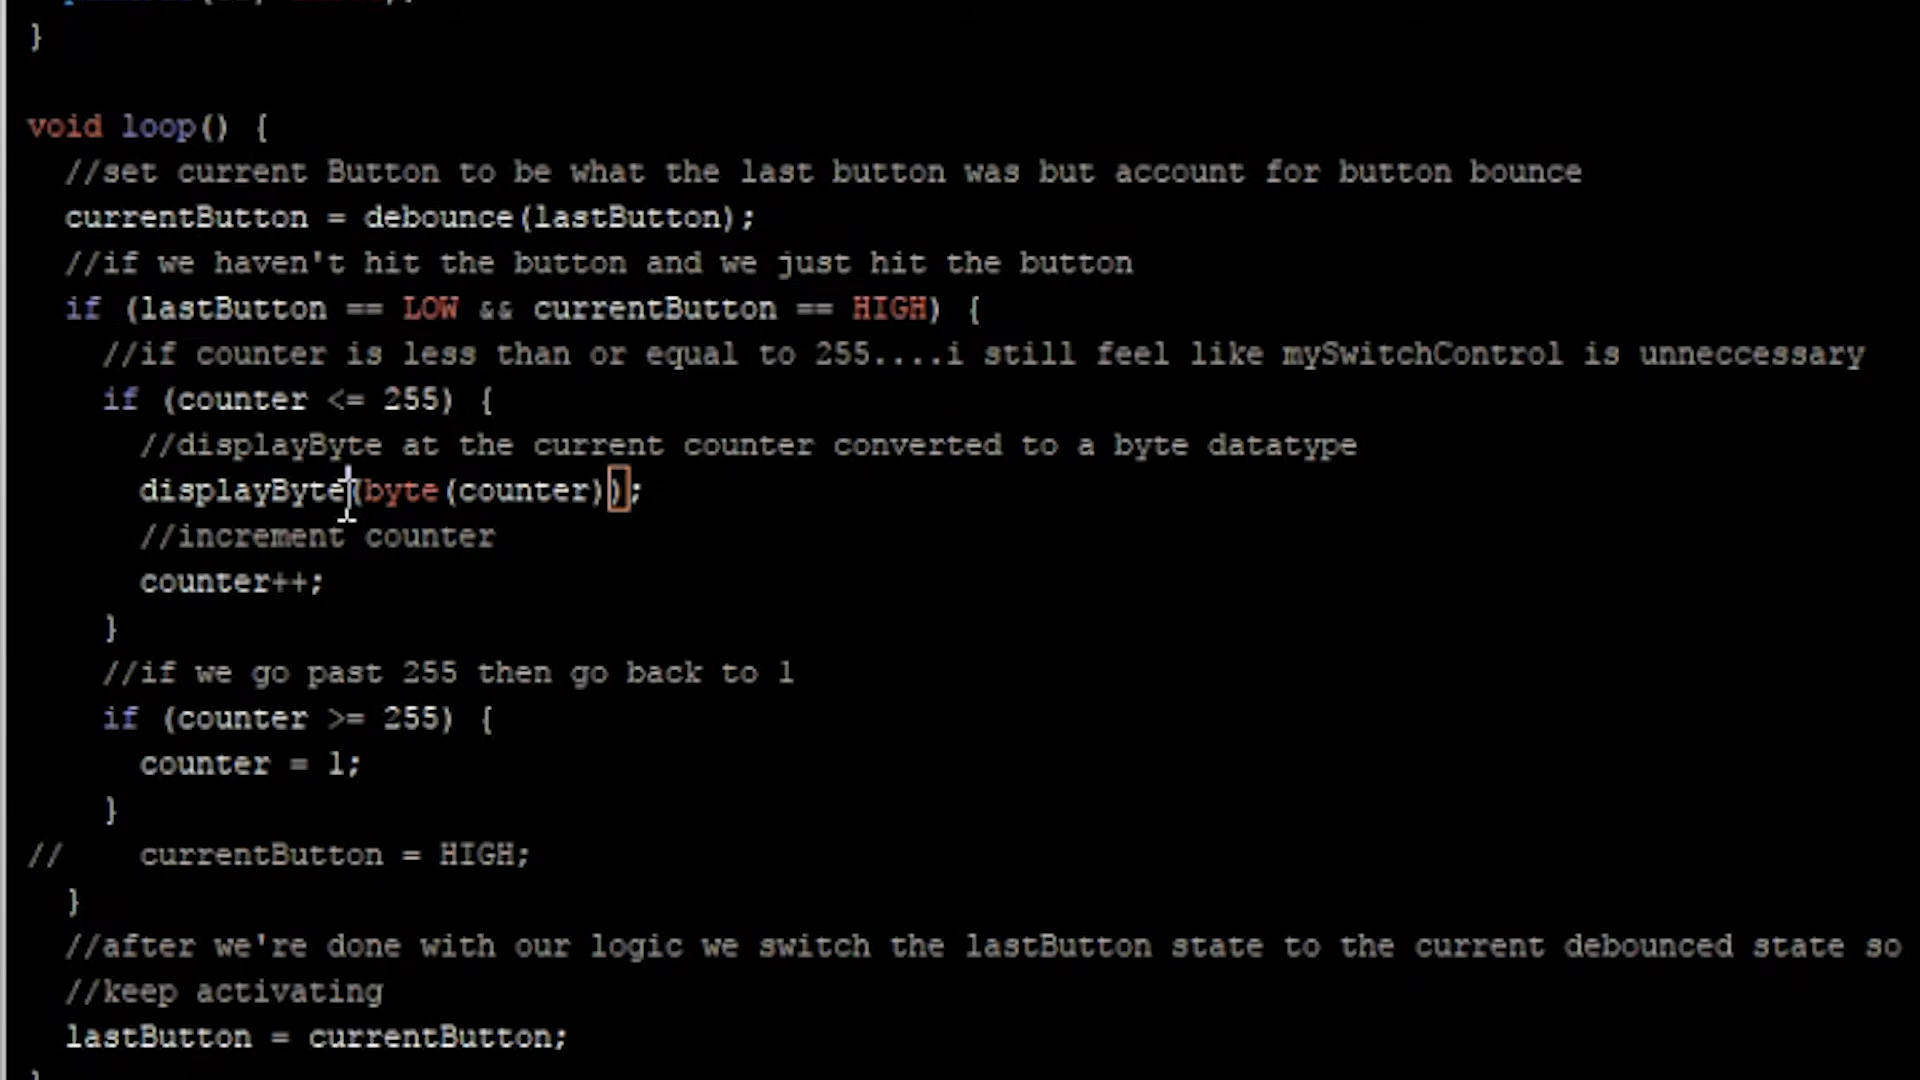 }
void loop() {
//set current Button to be what the last button was but account for button bounce
currentButton = debounce(lastButton);
//if we haven't hit the button and we just hit the button
if (lastButton == LOW && currentButton == HIGH) {
//if counter is less than or equal to 255....i still feel like mySwitchControl is unneccessary
if (counter <= 255) {
//displayByte at the current counter converted to a byte datatype
displayByte(byte(counter));
//increment counter
counter++;
}
//if we go past 255 then go back to 1
if (counter >= 255) {
counter = 1;
}
// currentButton = HIGH;
}
//after we're done with our logic we switch the lastButton state to the current debounced state so
//keep activating
lastButton = currentButton;